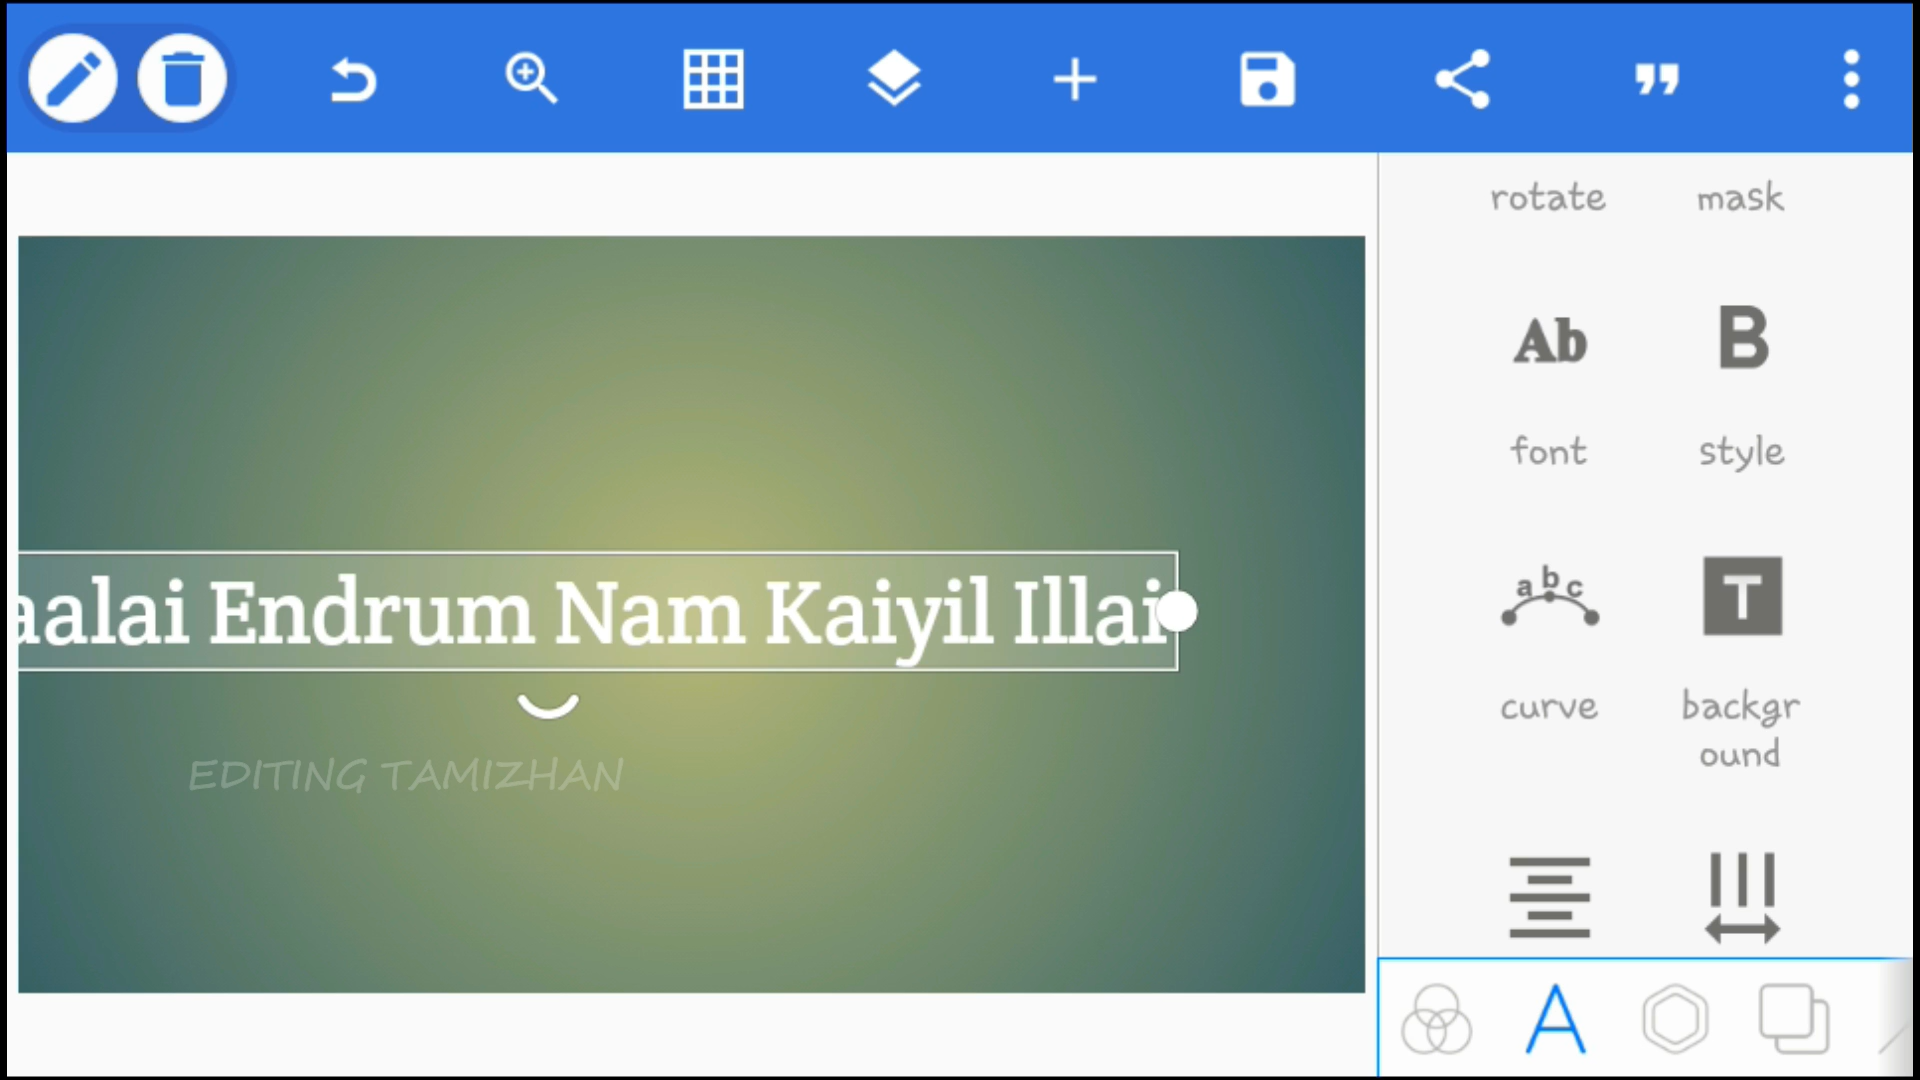 rotate mask
Ab B
font style
aalai Endrum Nam Kaiyil Illai
abc T
curve backgr
ound
EDITING TAMIZHAN
A